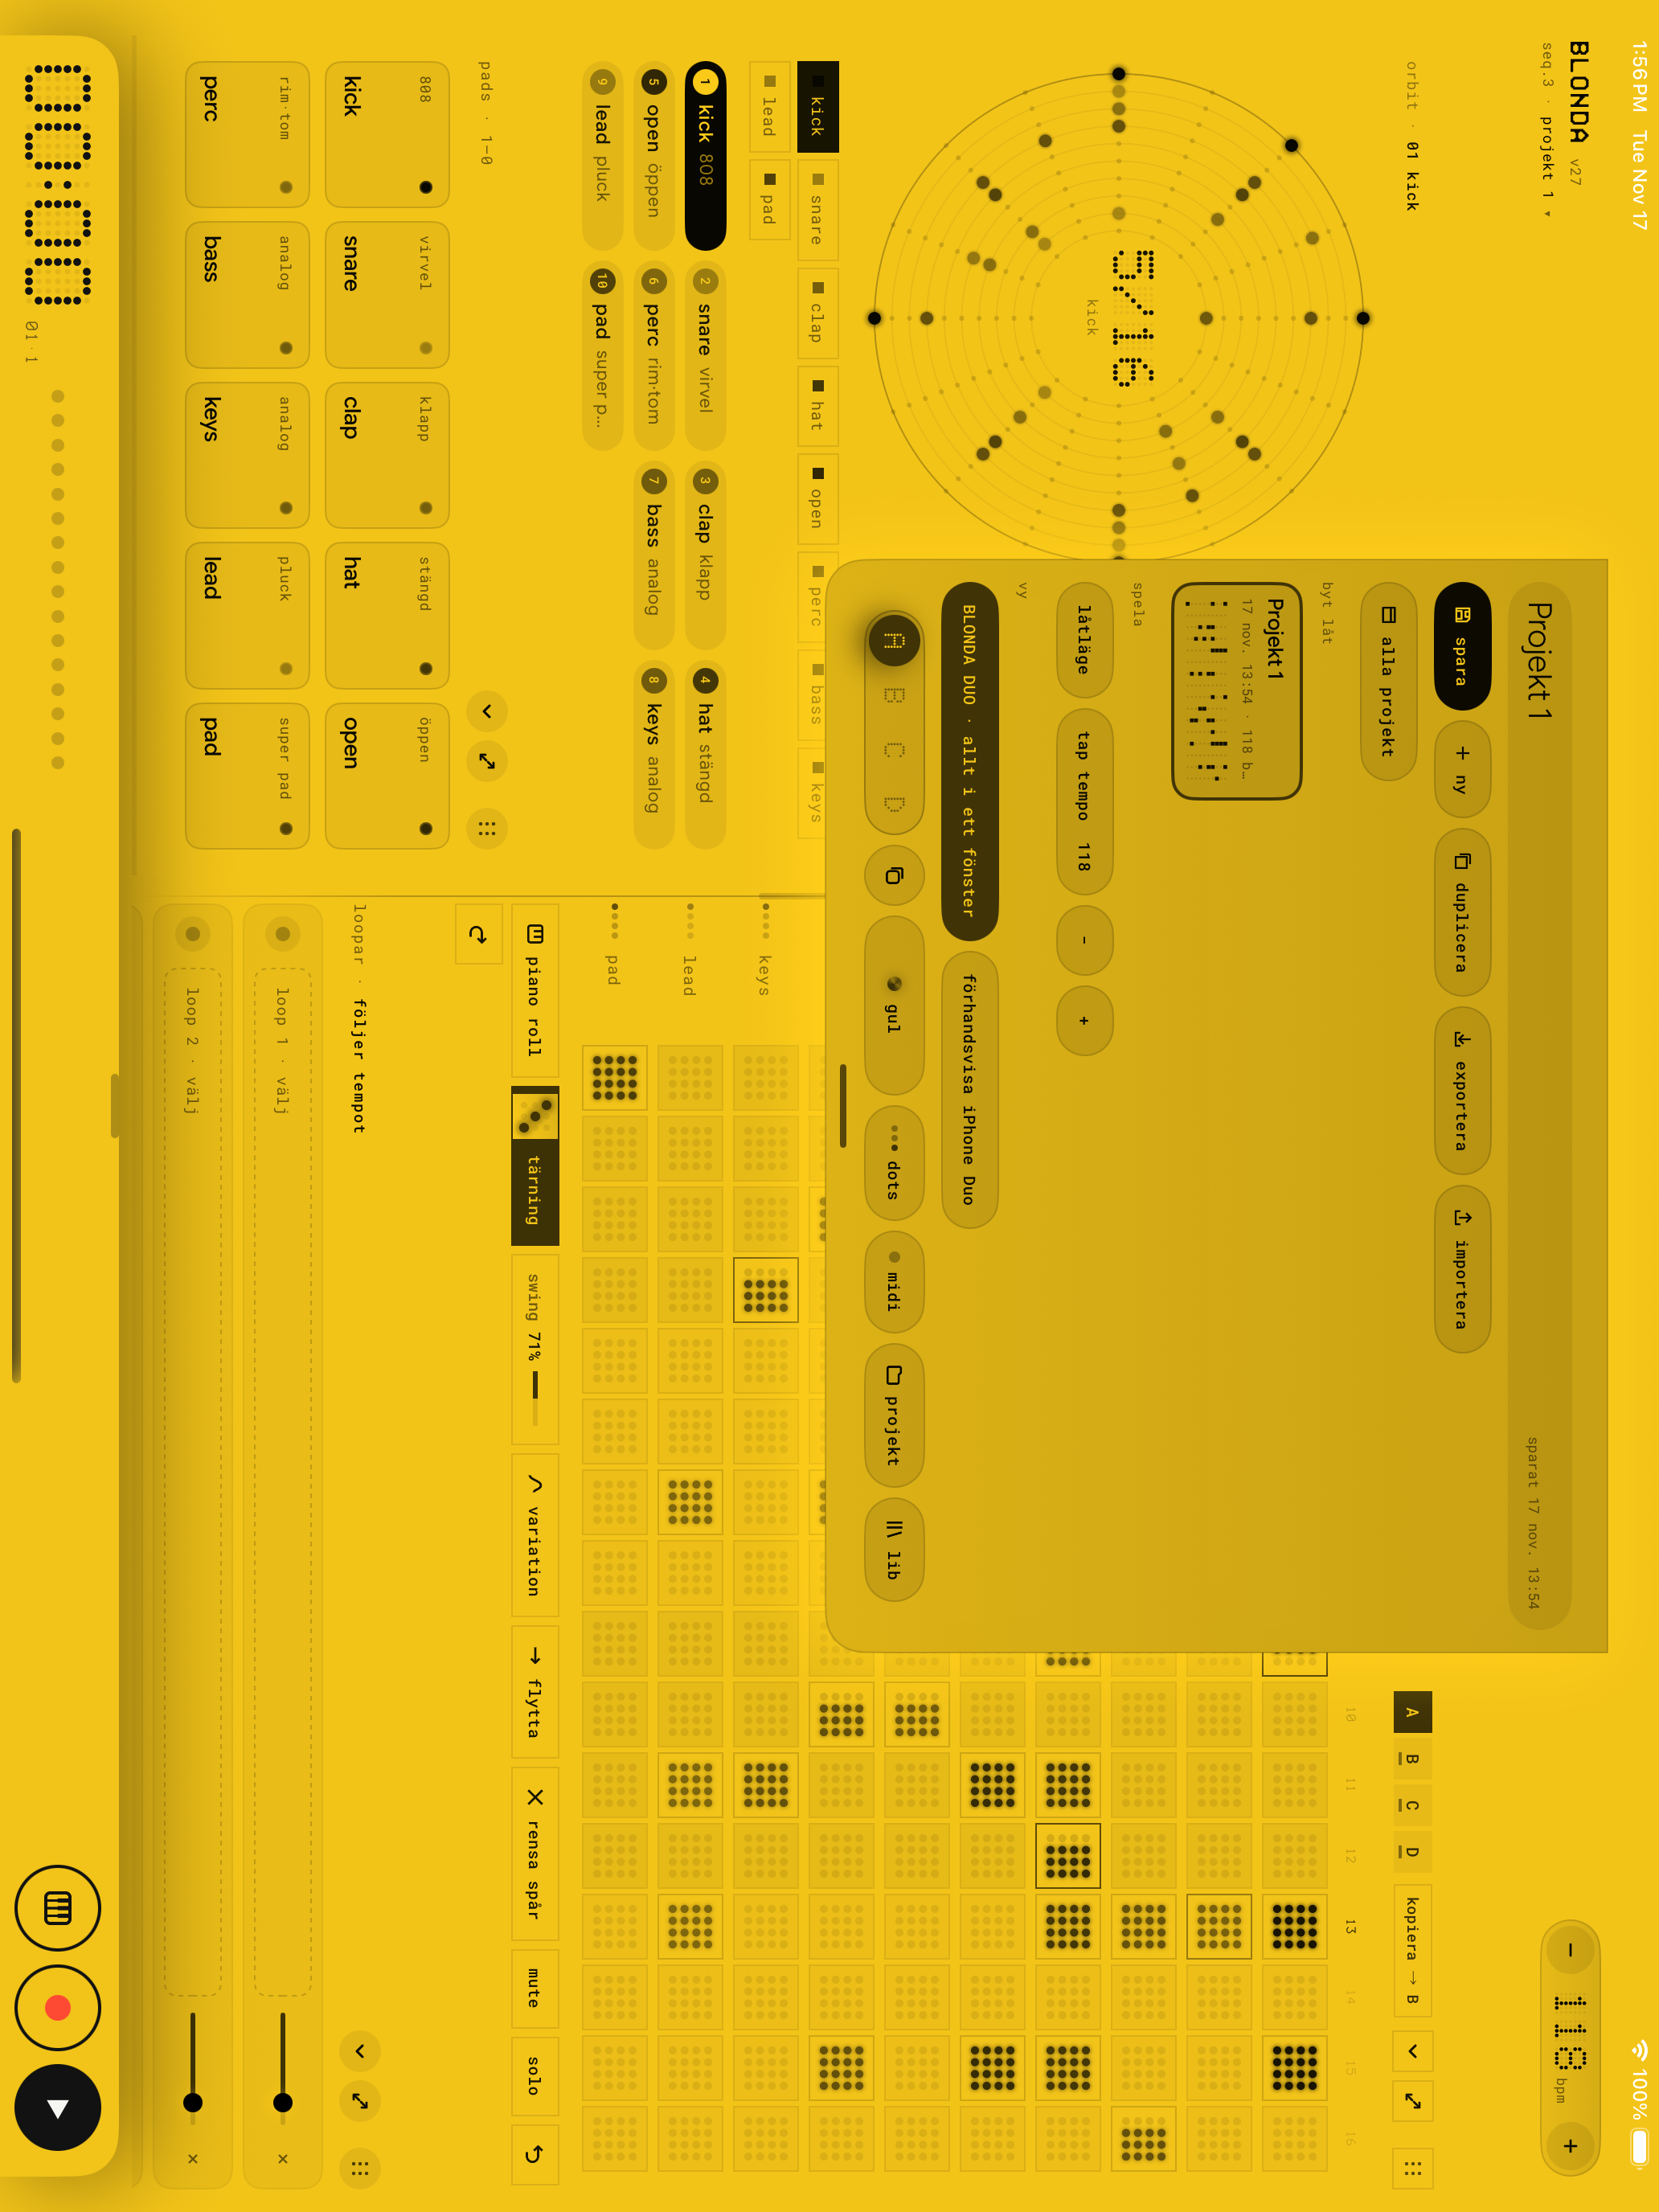 1:56 PM Tue Nov 17
100%
BLONDA v27
seq.3 · projekt 1 ▾
− 118 bpm +
orbit · 01 kick
5/16
kick
kick snare clap hat open perc bass keys
lead pad
1 kick 808
2 snare virvel
3 clap klapp
4 hat stängd
5 open öppen
6 perc rim·tom
7 bass analog
8 keys analog
9 lead pluck
10 pad super p…
pads · 1–0
808
kick
virvel
snare
klapp
clap
stängd
hat
öppen
open
rim·tom
perc
analog
bass
analog
keys
pluck
lead
super pad
pad
Projekt 1
sparat 17 nov. 13:54
spara
+ ny
duplicera
exportera
importera
alla projekt
byt låt
Projekt 1
17 nov. 13:54 · 118 b…
spela
låtläge
tap tempo 118
-
+
vy
BLONDA DUO · allt i ett fönster
förhandsvisa iPhone Duo
A B C D
gul
dots
midi
projekt
lib
A B C D
kopiera → B
10 11 12 13 14 15 16
keys
lead
pad
piano roll
tärning
swing 71%
variation
→ flytta
rensa spår
mute
solo
loopar · följer tempot
loop 1 · välj
×
loop 2 · välj
×
00:00
01·1